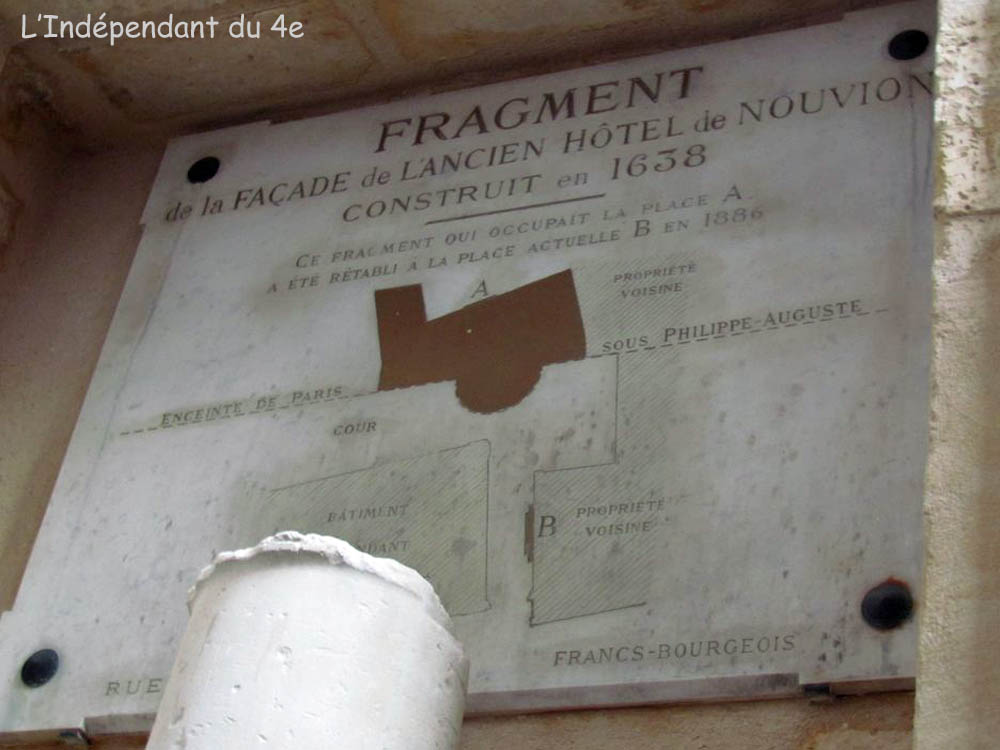 L'Indépendant du 4e
FRAGMENT
de la FAÇADE de L'ANCIEN HÔTEL de NOUVION
CONSTRUIT en 1638
CE FRAGMENT QUI OCCUPAIT LA PLACE A
A ÉTÉ RÉTABLI À LA PLACE ACTUELLE B EN 1886
A
PROPRIÉTÉ
VOISINE
SOUS PHILIPPE-AUGUSTE
ENCEINTE DE PARIS
COUR
BÂTIMENT
B
PROPRIÉTÉ
VOISINE
FRANCS-BOURGEOIS
RUE